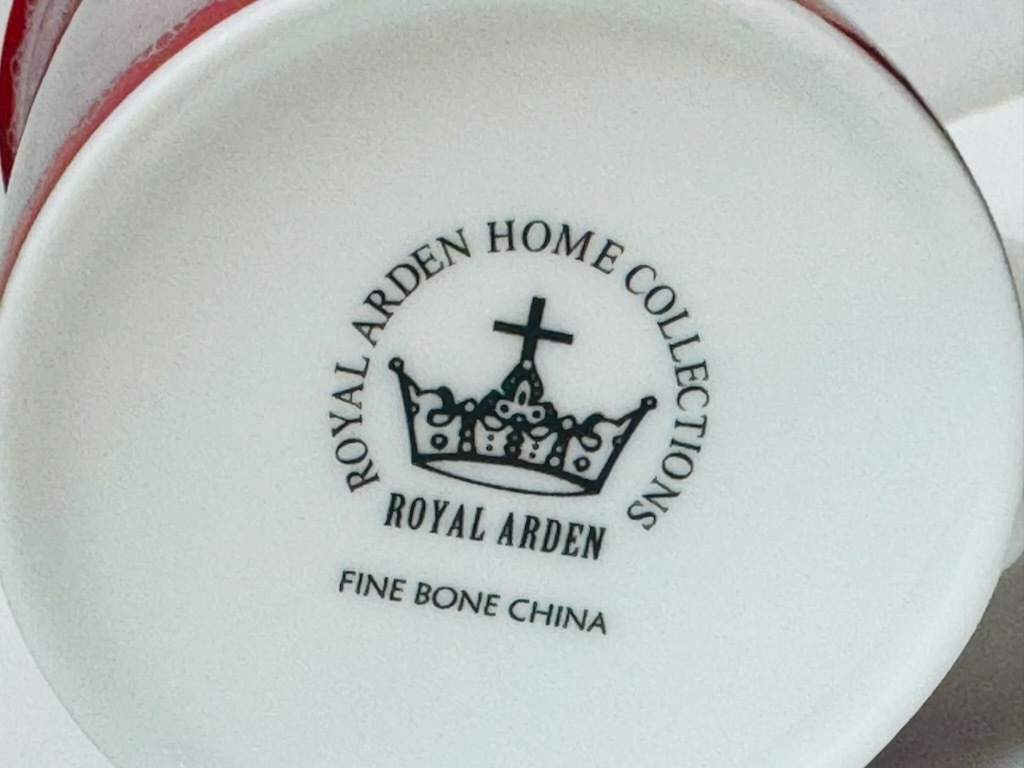 ROYAL ARDEN HOME COLLECTIONS
ROYAL ARDEN
FINE BONE CHINA